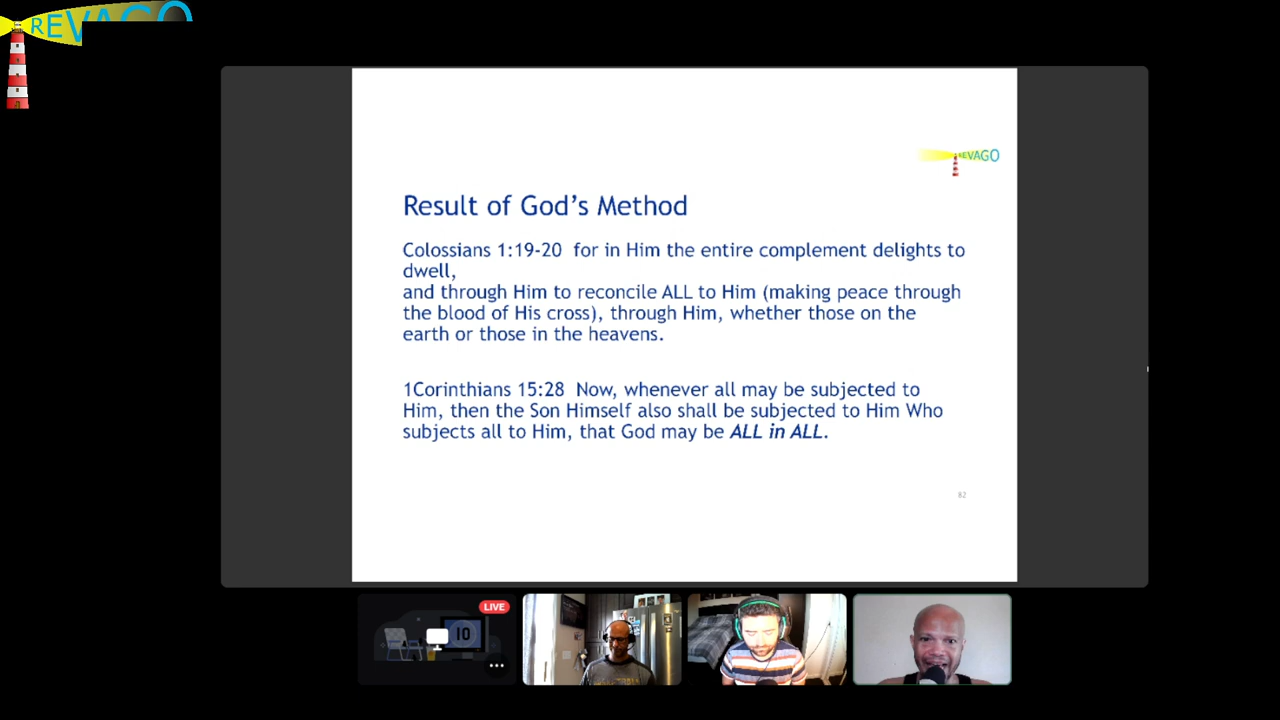 REVAGO
REVAGO
Result of God's Method
Colossians 1:19-20  for in Him the entire complement delights to
dwell,
and through Him to reconcile ALL to Him (making peace through
the blood of His cross), through Him, whether those on the
earth or those in the heavens.
1Corinthians 15:28  Now, whenever all may be subjected to
Him, then the Son Himself also shall be subjected to Him Who
subjects all to Him, that God may be ALL in ALL.
82
LIVE
10